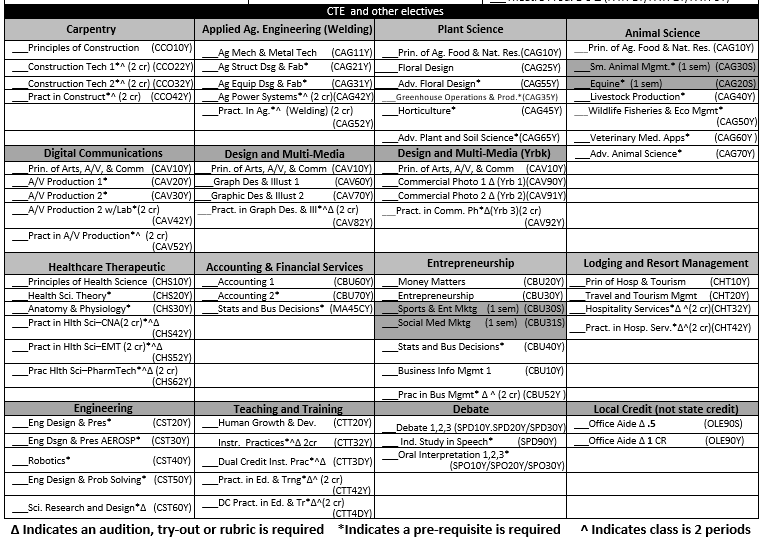 CTE and other electives
Carpentry
___Principles of Construction (CCO10Y)
___Construction Tech 1*^ (2 cr) (CCO22Y)
___Construction Tech 2*^ (2 cr) (CCO32Y)
___Pract in Construct*^ (2 cr) (CCO42Y)
Applied Ag. Engineering (Welding)
___Ag Mech & Metal Tech (CAG11Y)
___Ag Struct Dsg & Fab* (CAG21Y)
___Ag Equip Dsg & Fab* (CAG31Y)
___Ag Power Systems*^ (2 cr)(CAG42Y)
___Pract. In Ag.*^ (Welding) (2 cr)
(CAG52Y)
Plant Science
___Prin. of Ag. Food & Nat. Res.(CAG10Y)
___Floral Design (CAG25Y)
___Adv. Floral Design* (CAG55Y)
___Greenhouse Operations & Prod.*(CAG35Y)
___Horticulture* (CAG45Y)
___Adv. Plant and Soil Science*(CAG65Y)
Animal Science
___Prin. of Ag. Food & Nat. Res. (CAG10Y)
___Sm. Animal Mgmt.* (1 sem) (CAG30S)
___Equine* (1 sem) (CAG20S)
___Livestock Production* (CAG40Y)
___Wildlife Fisheries & Eco Mgmt*
(CAG50Y)
___Veterinary Med. Apps* (CAG60Y )
___Adv. Animal Science* (CAG70Y)
Digital Communications
___Prin. of Arts, A/V, & Comm (CAV10Y)
___A/V Production 1* (CAV20Y)
___A/V Production 2* (CAV30Y)
___A/V Production 2 w/Lab*(2 cr)
(CAV42Y)
___Pract in A/V Production*^ (2 cr)
(CAV52Y)
Design and Multi-Media
___Prin. of Arts, A/V, & Comm (CAV10Y)
___Graph Des & Illust 1 (CAV60Y)
___Graphic Des & Illust 2 (CAV70Y)
___Pract. in Graph Des. & Ill*^Δ (2 cr)
(CAV82Y)
Design and Multi-Media (Yrbk)
___Prin. of Arts, A/V, & Comm (CAV10Y)
___Commercial Photo 1 Δ (Yrb 1)(CAV90Y)
___Commercial Photo 2 Δ (Yrb 2)(CAV91Y)
___Pract. in Comm. Ph*Δ(Yrb 3)(2 cr)
(CAV92Y)
Healthcare Therapeutic
___Principles of Health Science (CHS10Y)
___Health Sci. Theory* (CHS20Y)
___Anatomy & Physiology* (CHS30Y)
___Pract in Hlth Sci–CNA(2 cr)*^Δ
(CHS42Y)
___Pract in Hlth Sci–EMT (2 cr)*^Δ
(CHS52Y)
___Prac Hlth Sci–PharmTech*^Δ (2 cr)
(CHS62Y)
Accounting & Financial Services
___Accounting 1 (CBU60Y)
___Accounting 2* (CBU70Y)
___Stats and Bus Decisions* (MA45CY)
Entrepreneurship
___Money Matters (CBU20Y)
___Entrepreneurship (CBU30Y)
___Sports & Ent Mktg (1 sem) (CBU30S)
___Social Med Mktg (1 sem) (CBU31S)
___Stats and Bus Decisions* (CBU40Y)
___Business Info Mgmt 1 (CBU10Y)
___Prac in Bus Mgmt* Δ ^ (2 cr) (CBU52Y )
Lodging and Resort Management
___Prin of Hosp & Tourism (CHT10Y)
___Travel and Tourism Mgmt (CHT20Y)
___Hospitality Services*Δ ^(2 cr)(CHT32Y)
___Pract. in Hosp. Serv.*Δ^(2 cr)(CHT42Y)
Engineering
___Eng Design & Pres* (CST20Y)
___Eng Dsgn & Pres AEROSP* (CST30Y)
___Robotics* (CST40Y)
___Eng Design & Prob Solving* (CST50Y)
___Sci. Research and Design*Δ (CST60Y)
Teaching and Training
___Human Growth & Dev. (CTT20Y)
___Instr. Practices*^Δ 2cr (CTT32Y)
___Dual Credit Inst. Prac*^Δ (CTT3DY)
___Pract. in Ed. & Trng*Δ^ (2 cr)
(CTT42Y)
___DC Pract. in Ed. & Tr*Δ^(2 cr)
(CTT4DY)
Debate
___Debate 1,2,3 (SPD10Y.SPD20Y/SPD30Y)
___Ind. Study in Speech* (SPD90Y)
___Oral Interpretation 1,2,3*
(SPO10Y/SPO20Y/SPO30Y)
Local Credit (not state credit)
___Office Aide Δ .5 (OLE90S)
___Office Aide Δ 1 CR (OLE90Y)
Δ Indicates an audition, try-out or rubric is required *Indicates a pre-requisite is required ^ Indicates class is 2 periods